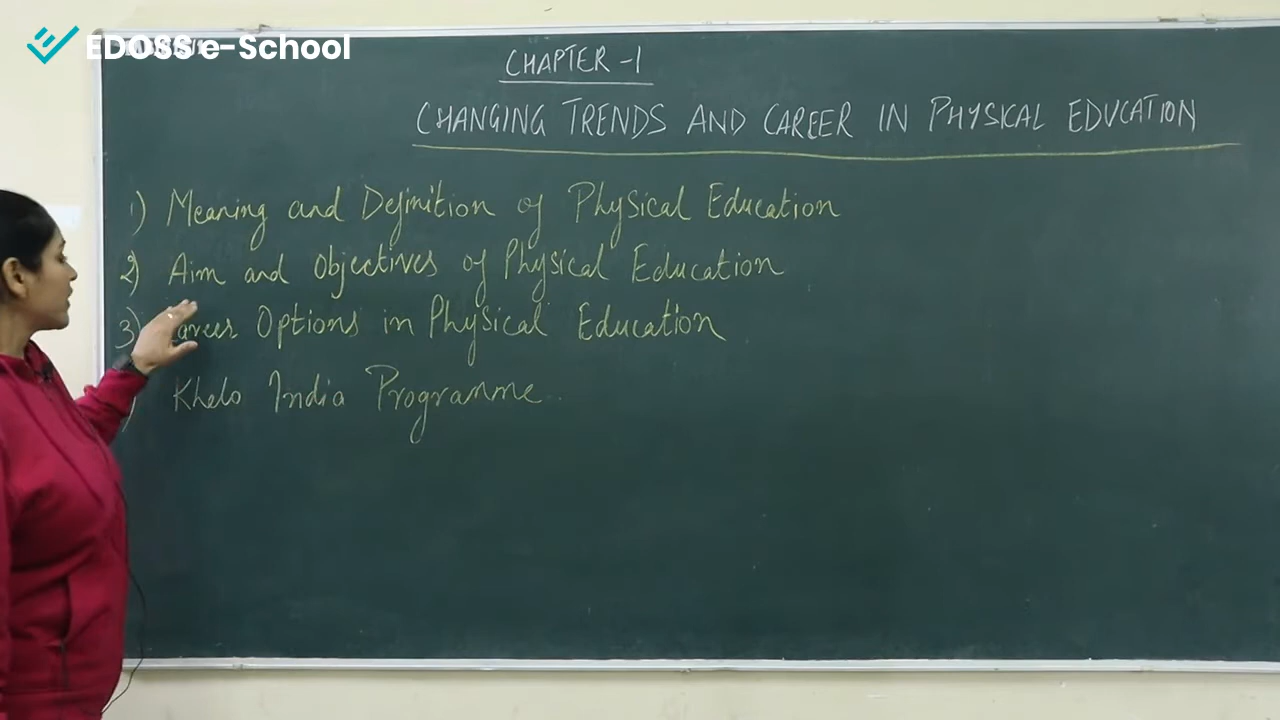 EDOSS e-School
CHAPTER -1
CHANGING TRENDS AND CAREER IN PHYSICAL EDUCATION
1) Meaning and Definition of Physical Education
2) Aim and Objectives of Physical Education
3) Career Options in Physical Education
) Khelo India Programme.